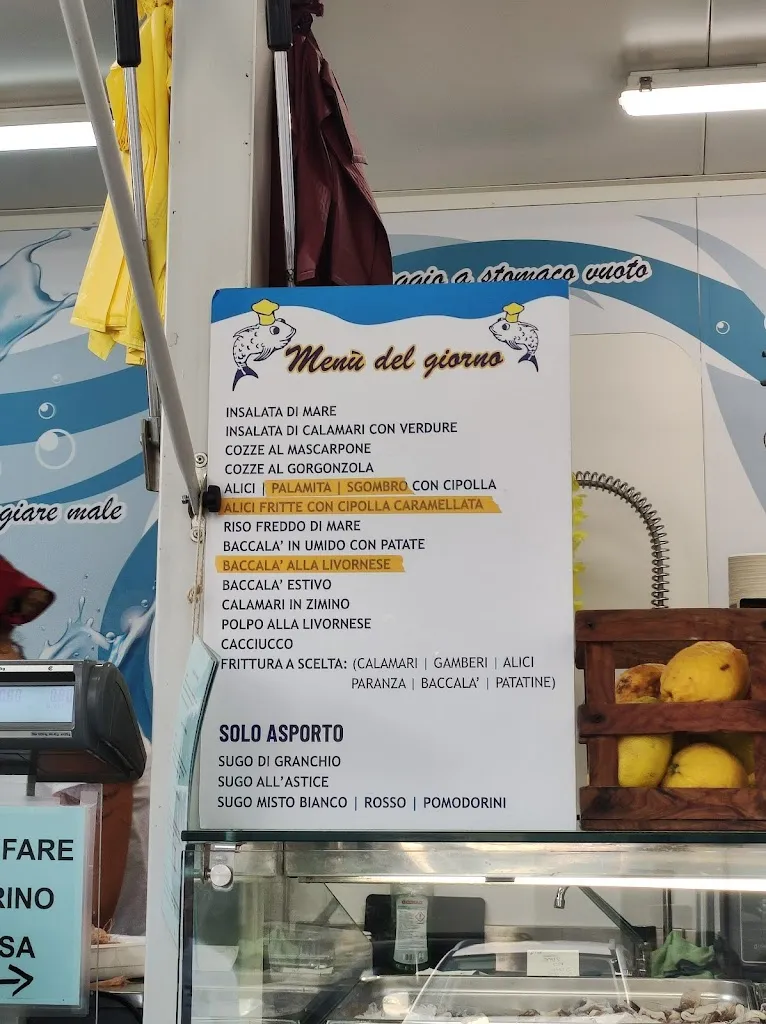 aggio a stomaco vuoto
Menù del giorno
INSALATA DI MARE
INSALATA DI CALAMARI CON VERDURE
COZZE AL MASCARPONE
COZZE AL GORGONZOLA
ALICI | PALAMITA | SGOMBRO CON CIPOLLA
ALICI FRITTE CON CIPOLLA CARAMELLATA
RISO FREDDO DI MARE
BACCALA' IN UMIDO CON PATATE
BACCALA' ALLA LIVORNESE
BACCALA' ESTIVO
CALAMARI IN ZIMINO
POLPO ALLA LIVORNESE
CACCIUCCO
FRITTURA A SCELTA: (CALAMARI | GAMBERI | ALICI
PARANZA | BACCALA' | PATATINE)
SOLO ASPORTO
SUGO DI GRANCHIO
SUGO ALL'ASTICE
SUGO MISTO BIANCO | ROSSO | POMODORINI
giare male
FARE
RINO
SA